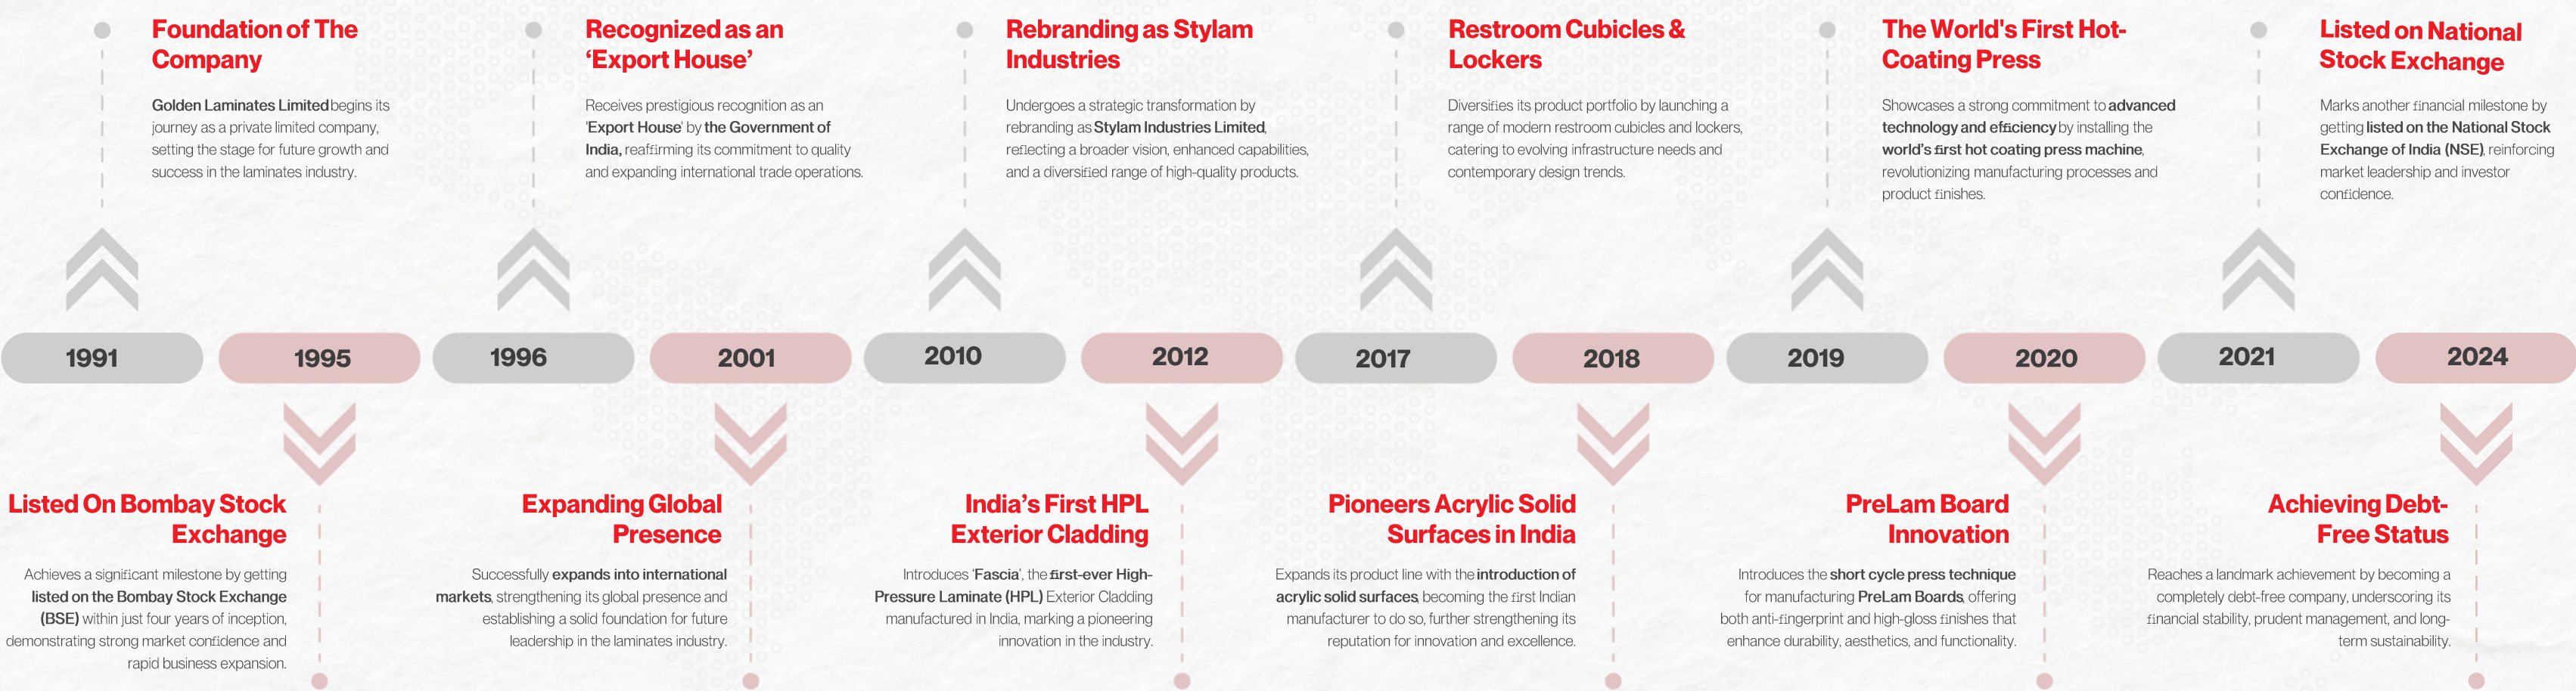 Foundation of The
Company
Golden Laminates Limited begins its
journey as a private limited company,
setting the stage for future growth and
success in the laminates industry.
Recognized as an
‘Export House’
Receives prestigious recognition as an
'Export House' by the Government of
India, reaffirming its commitment to quality
and expanding international trade operations.
Rebranding as Stylam
Industries
Undergoes a strategic transformation by
rebranding as Stylam Industries Limited,
reflecting a broader vision, enhanced capabilities,
and a diversified range of high-quality products.
Restroom Cubicles &
Lockers
Diversifies its product portfolio by launching a
range of modern restroom cubicles and lockers,
catering to evolving infrastructure needs and
contemporary design trends.
The World's First Hot-
Coating Press
Showcases a strong commitment to advanced
technology and efficiency by installing the
world's first hot coating press machine,
revolutionizing manufacturing processes and
product finishes.
Listed on National
Stock Exchange
Marks another financial milestone by
getting listed on the National Stock
Exchange of India (NSE), reinforcing
market leadership and investor
confidence.
1991
1995
1996
2001
2010
2012
2017
2018
2019
2020
2021
2024
Listed On Bombay Stock
Exchange
Achieves a significant milestone by getting
listed on the Bombay Stock Exchange
(BSE) within just four years of inception,
demonstrating strong market confidence and
rapid business expansion.
Expanding Global
Presence
Successfully expands into international
markets, strengthening its global presence and
establishing a solid foundation for future
leadership in the laminates industry.
India’s First HPL
Exterior Cladding
Introduces ‘Fascia’, the first-ever High-
Pressure Laminate (HPL) Exterior Cladding
manufactured in India, marking a pioneering
innovation in the industry.
Pioneers Acrylic Solid
Surfaces in India
Expands its product line with the introduction of
acrylic solid surfaces, becoming the first Indian
manufacturer to do so, further strengthening its
reputation for innovation and excellence.
PreLam Board
Innovation
Introduces the short cycle press technique
for manufacturing PreLam Boards, offering
both anti-fingerprint and high-gloss finishes that
enhance durability, aesthetics, and functionality.
Achieving Debt-
Free Status
Reaches a landmark achievement by becoming a
completely debt-free company, underscoring its
financial stability, prudent management, and long-
term sustainability.